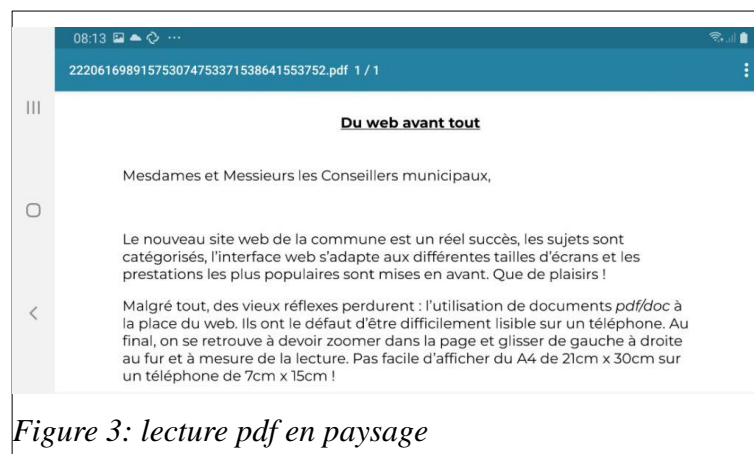 08:13
22206169891575307475337​1538641553752.pdf 1 / 1
Du web avant tout
Mesdames et Messieurs les Conseillers municipaux,
Le nouveau site web de la commune est un réel succès, les sujets sont
catégorisés, l'interface web s'adapte aux différentes tailles d'écrans et les
prestations les plus populaires sont mises en avant. Que de plaisirs !
Malgré tout, des vieux réflexes perdurent : l'utilisation de documents pdf/doc à
la place du web. Ils ont le défaut d'être difficilement lisible sur un téléphone. Au
final, on se retrouve à devoir zoomer dans la page et glisser de gauche à droite
au fur et à mesure de la lecture. Pas facile d'afficher du A4 de 21cm x 30cm sur
un téléphone de 7cm x 15cm !
Figure 3: lecture pdf en paysage